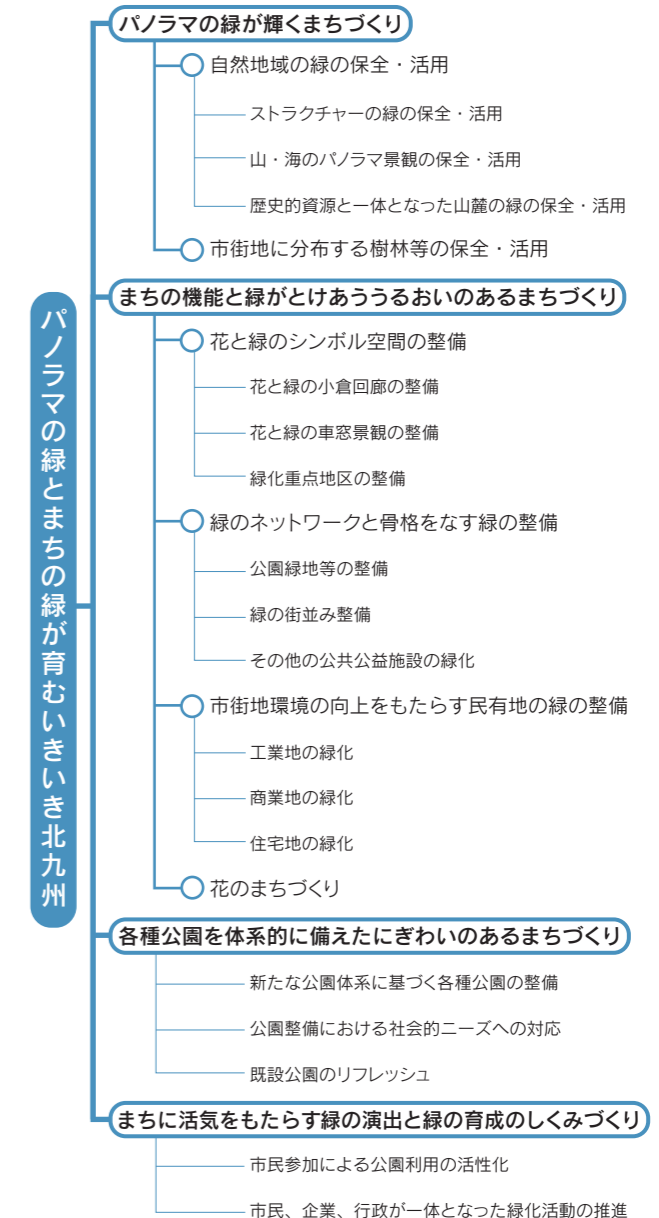 パノラマの緑とまちの緑が育むいきいき北九州
パノラマの緑が輝くまちづくり
自然地域の緑の保全・活用
ストラクチャーの緑の保全・活用
山・海のパノラマ景観の保全・活用
歴史的資源と一体となった山麓の緑の保全・活用
市街地に分布する樹林等の保全・活用
まちの機能と緑がとけあううるおいのあるまちづくり
花と緑のシンボル空間の整備
花と緑の小倉回廊の整備
花と緑の車窓景観の整備
緑化重点地区の整備
緑のネットワークと骨格をなす緑の整備
公園緑地等の整備
緑の街並み整備
その他の公共公益施設の緑化
市街地環境の向上をもたらす民有地の緑の整備
工業地の緑化
商業地の緑化
住宅地の緑化
花のまちづくり
各種公園を体系的に備えたにぎわいのあるまちづくり
新たな公園体系に基づく各種公園の整備
公園整備における社会的ニーズへの対応
既設公園のリフレッシュ
まちに活気をもたらす緑の演出と緑の育成のしくみづくり
市民参加による公園利用の活性化
市民、企業、行政が一体となった緑化活動の推進